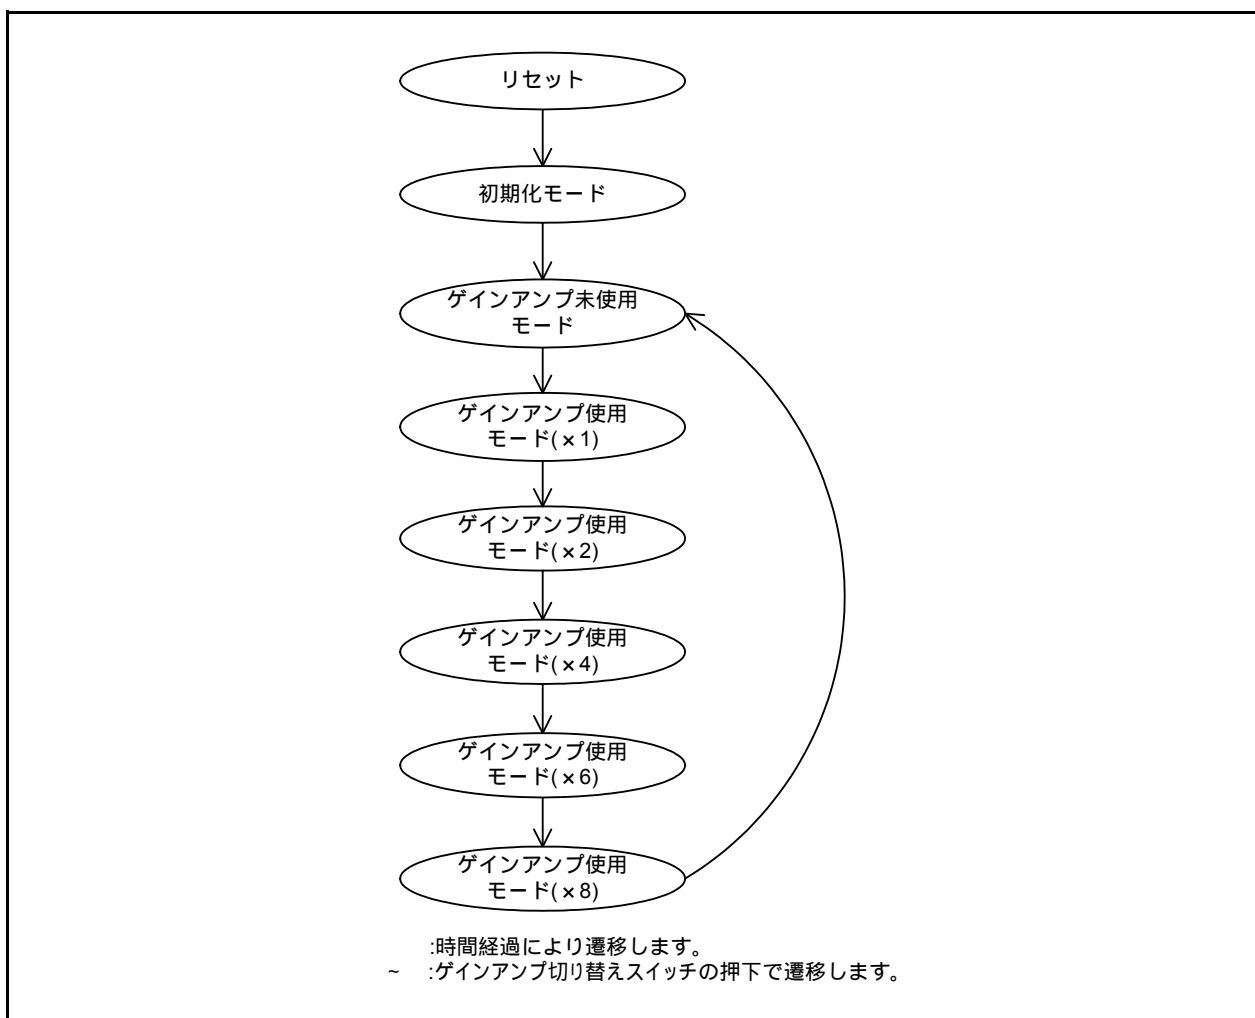 リセット
初期化モード
ゲインアンプ未使用
モード
ゲインアンプ使用
モード(×1)
ゲインアンプ使用
モード(×2)
ゲインアンプ使用
モード(×4)
ゲインアンプ使用
モード(×6)
ゲインアンプ使用
モード(×8)
:時間経過により遷移します。
~ :ゲインアンプ切り替えスイッチの押下で遷移します。